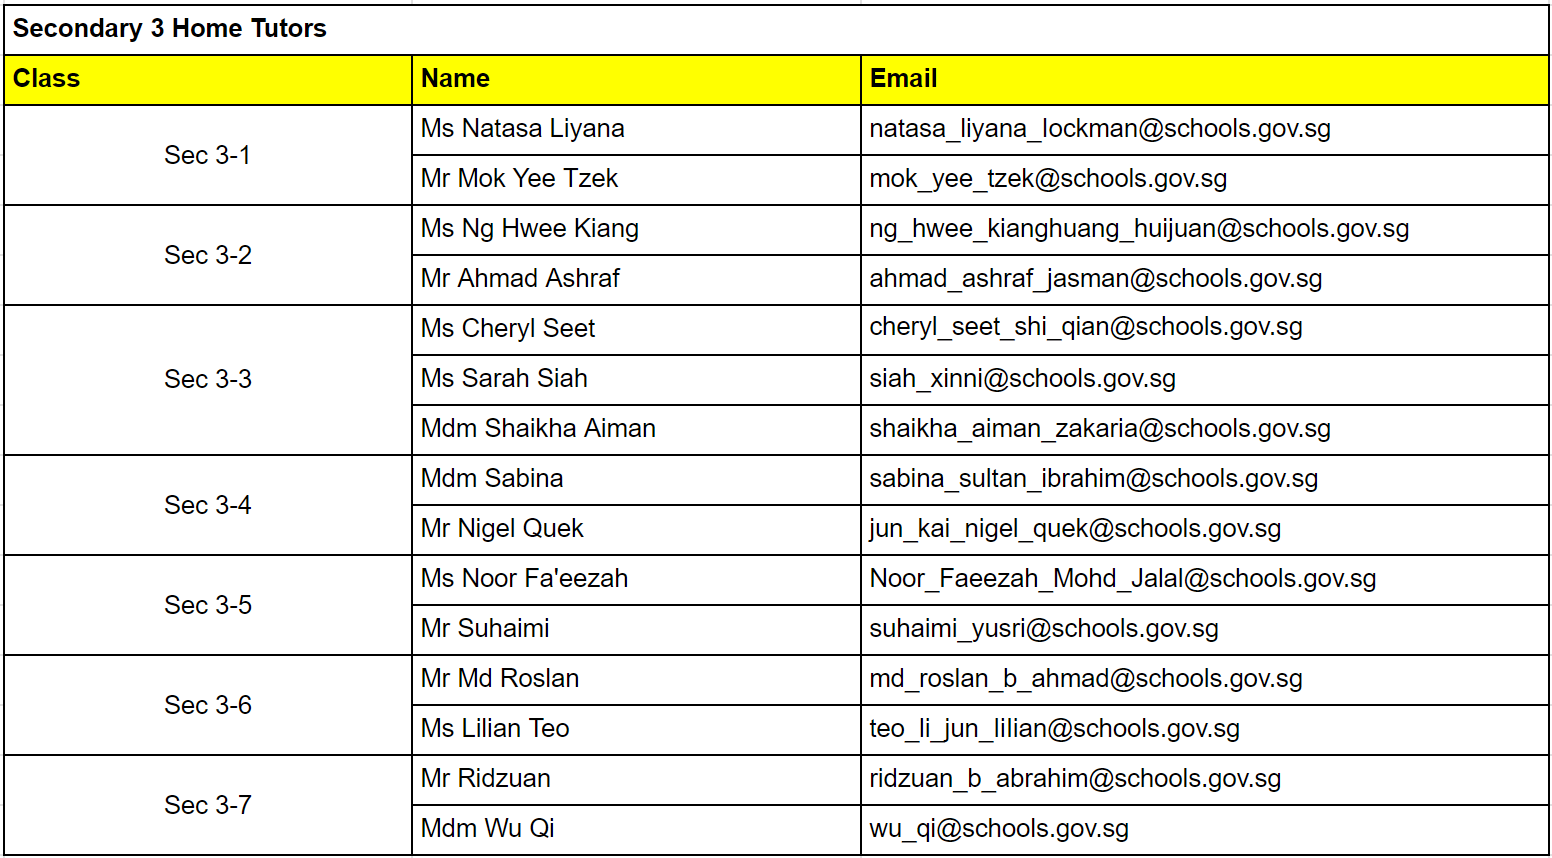 Secondary 3 Home Tutors
Class Name Email
Sec 3-1
Ms Natasa Liyana natasa_liyana_lockman@schools.gov.sg
Mr Mok Yee Tzek mok_yee_tzek@schools.gov.sg
Sec 3-2
Ms Ng Hwee Kiang ng_hwee_kianghuang_huijuan@schools.gov.sg
Mr Ahmad Ashraf ahmad_ashraf_jasman@schools.gov.sg
Sec 3-3
Ms Cheryl Seet cheryl_seet_shi_qian@schools.gov.sg
Ms Sarah Siah siah_xinni@schools.gov.sg
Mdm Shaikha Aiman shaikha_aiman_zakaria@schools.gov.sg
Sec 3-4
Mdm Sabina sabina_sultan_ibrahim@schools.gov.sg
Mr Nigel Quek jun_kai_nigel_quek@schools.gov.sg
Sec 3-5
Ms Noor Fa'eezah Noor_Faeezah_Mohd_Jalal@schools.gov.sg
Mr Suhaimi suhaimi_yusri@schools.gov.sg
Sec 3-6
Mr Md Roslan md_roslan_b_ahmad@schools.gov.sg
Ms Lilian Teo teo_li_jun_lilian@schools.gov.sg
Sec 3-7
Mr Ridzuan ridzuan_b_abrahim@schools.gov.sg
Mdm Wu Qi wu_qi@schools.gov.sg